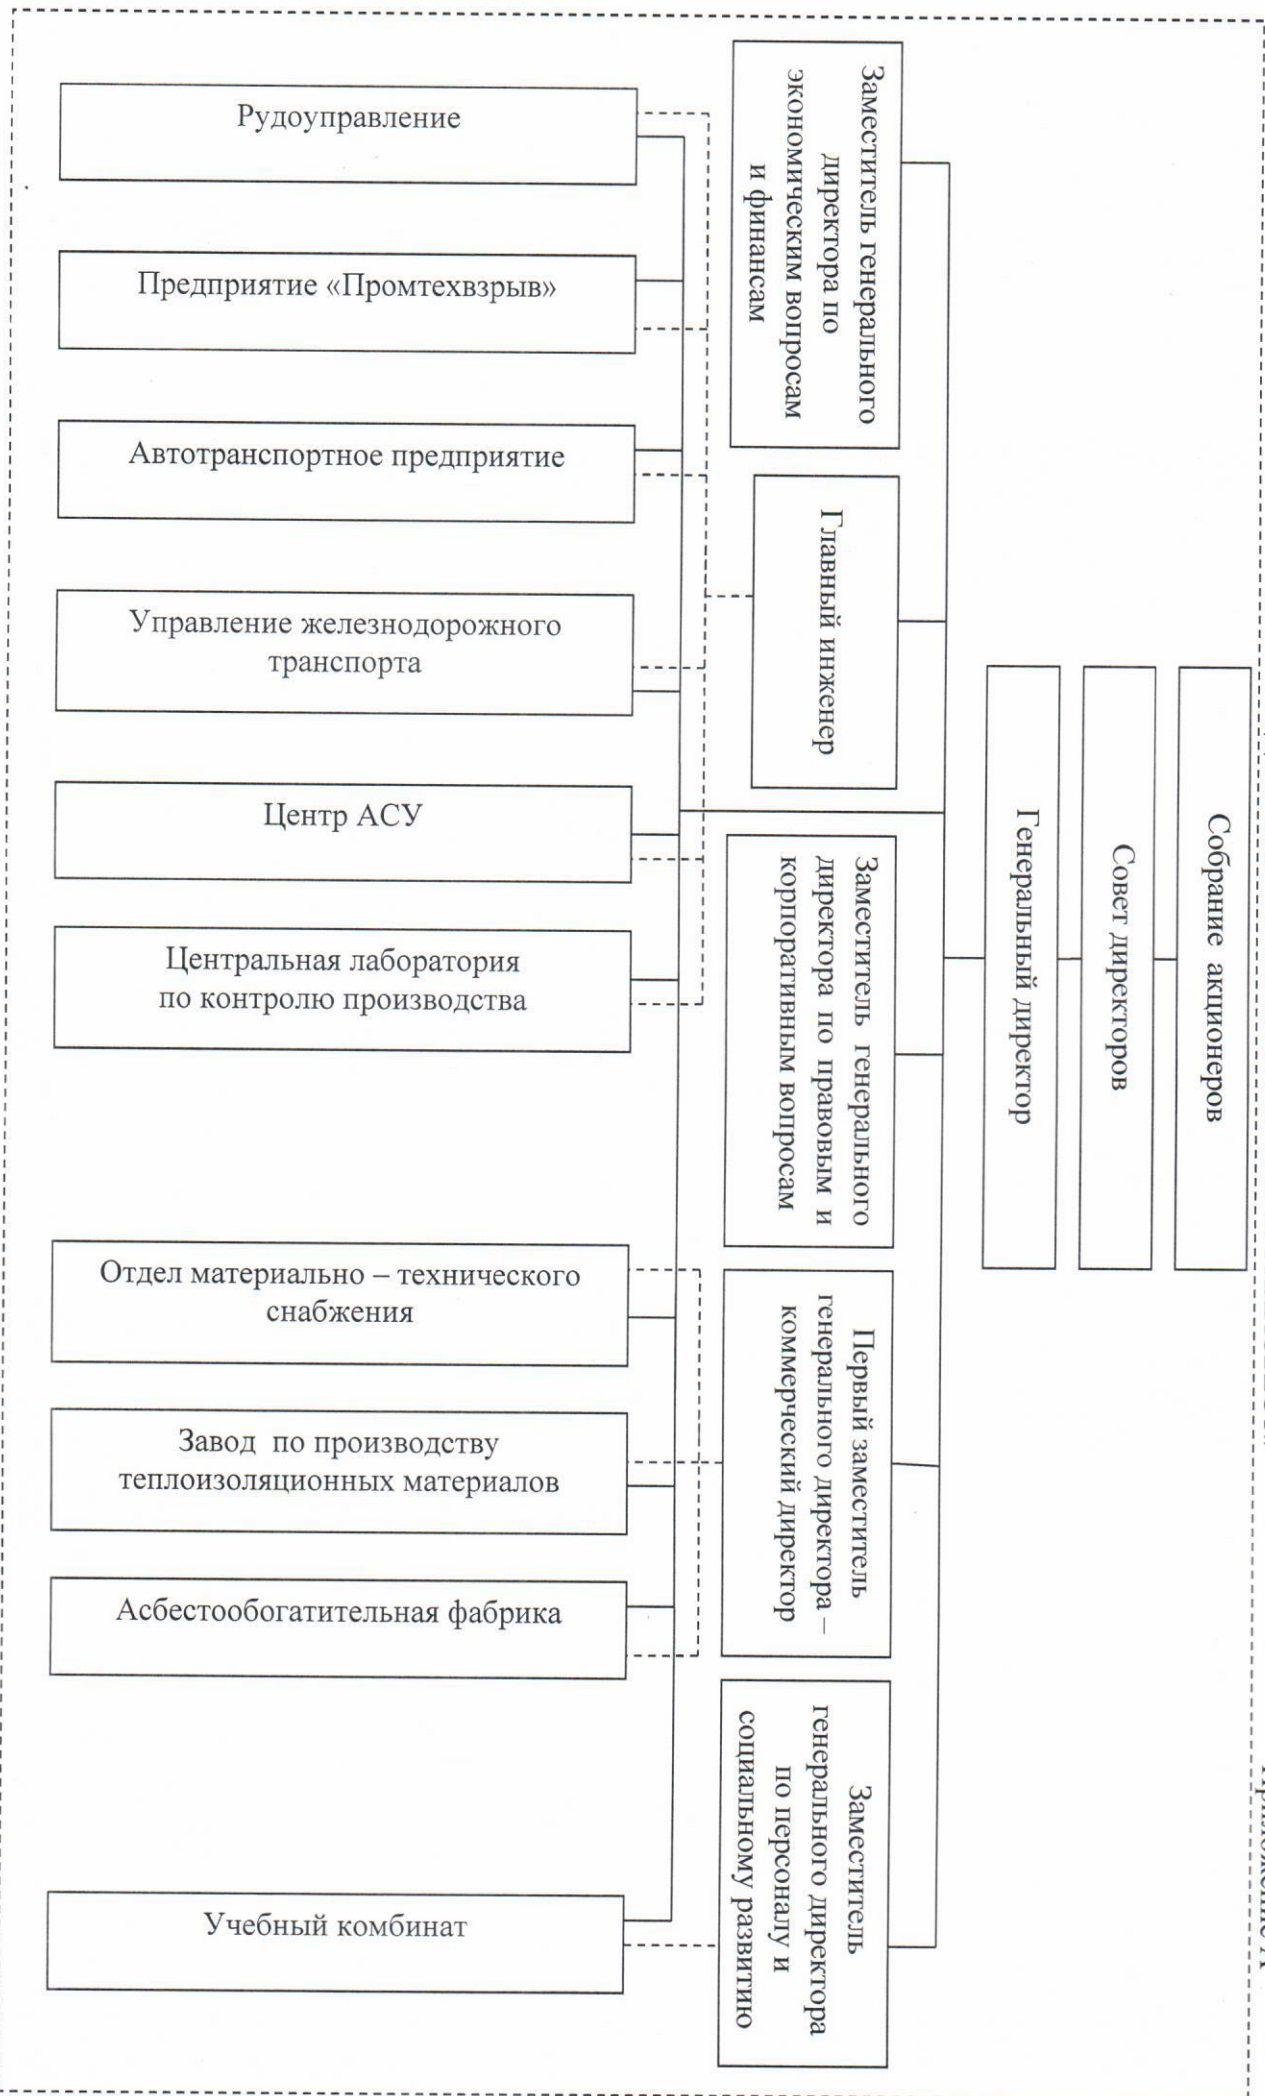 Приложение А
Собрание акционеров
Совет директоров
Генеральный директор
Заместитель генерального
директора по
экономическим вопросам
и финансам
Главный инженер
Заместитель генерального
директора по правовым и
корпоративным вопросам
Первый заместитель
генерального директора –
коммерческий директор
Заместитель
генерального директора
по персоналу и
социальному развитию
Рудоуправление
Предприятие «Промтехвзрыв»
Автотранспортное предприятие
Управление железнодорожного
транспорта
Центр АСУ
Центральная лаборатория
по контролю производства
Отдел материально – технического
снабжения
Завод по производству
теплоизоляционных материалов
Асбестообогатительная фабрика
Учебный комбинат